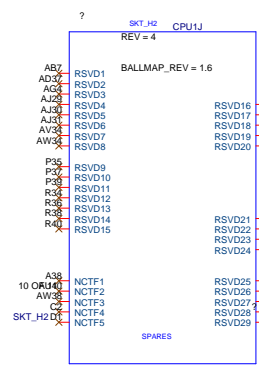 ?
SKT_H2 CPU1J
REV = 4
BALLMAP_REV = 1.6
AB7 RSVD1
AD37 RSVD2
AG4 RSVD3
AJ29 RSVD4 RSVD16
AJ30 RSVD5 RSVD17
AJ31 RSVD6 RSVD18
AV34 RSVD7 RSVD19
AW34 RSVD8 RSVD20
P35 RSVD9
P37 RSVD10
P39 RSVD11
R34 RSVD12
R36 RSVD13
R38 RSVD14 RSVD21
R40 RSVD15 RSVD22
RSVD23
RSVD24
A38 NCTF1 RSVD25
10 OF NCTF2 RSVD26
AW38 NCTF3 RSVD27
C2 NCTF4 RSVD28 ?
SKT_H2 D1 NCTF5 RSVD29
SPARES